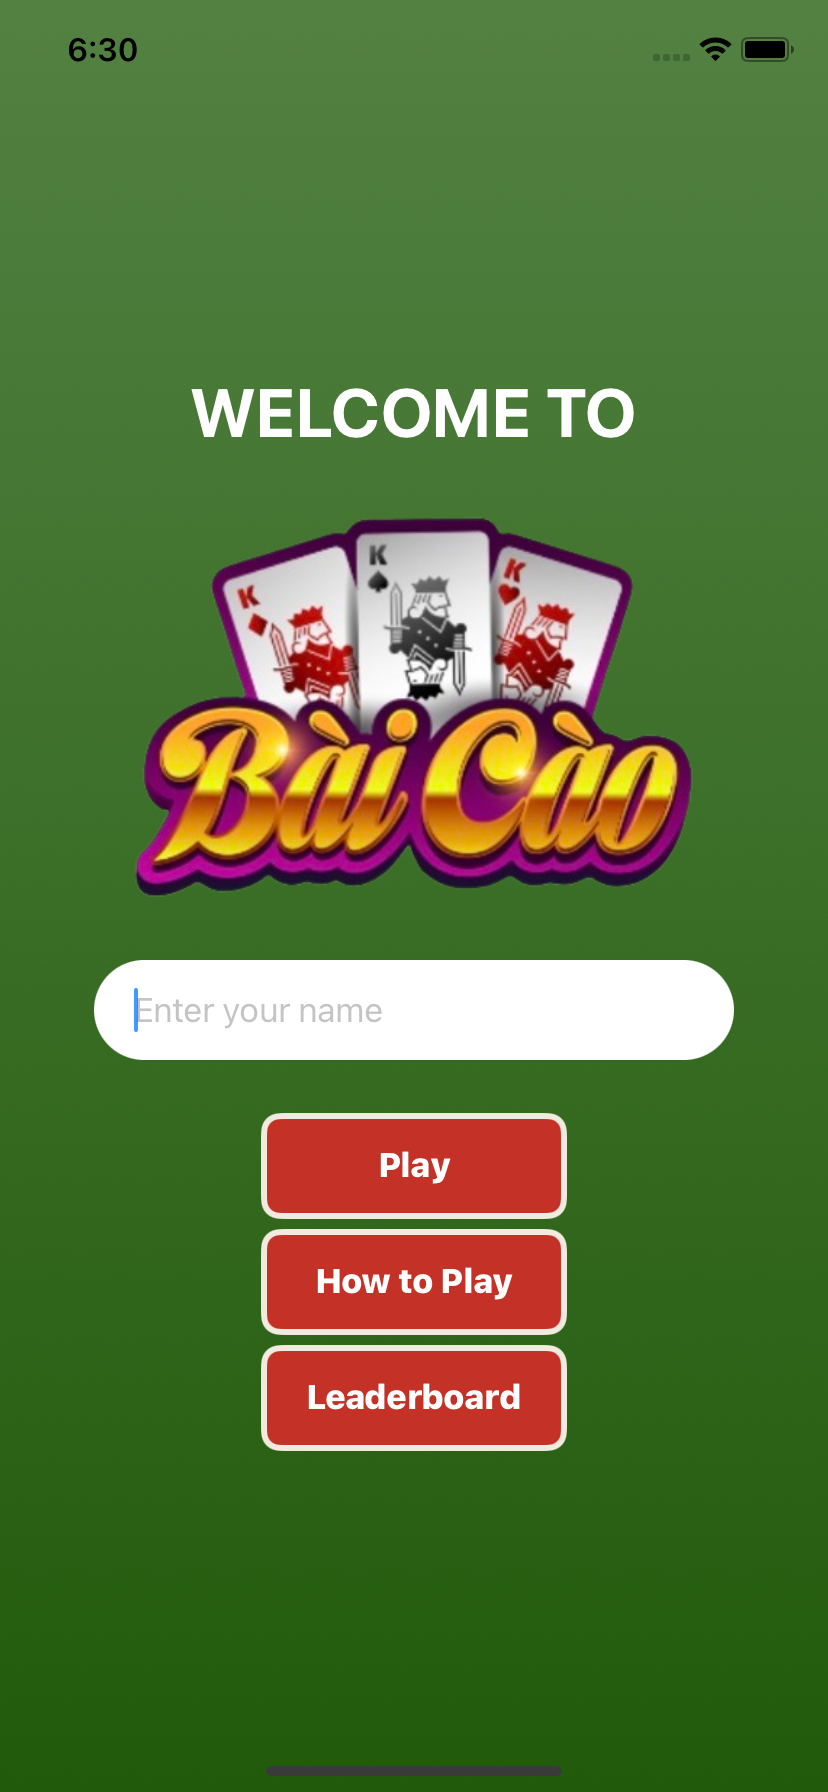 6:30
WELCOME TO
K
K
K
Bài Cào
Enter your name
Play
How to Play
Leaderboard